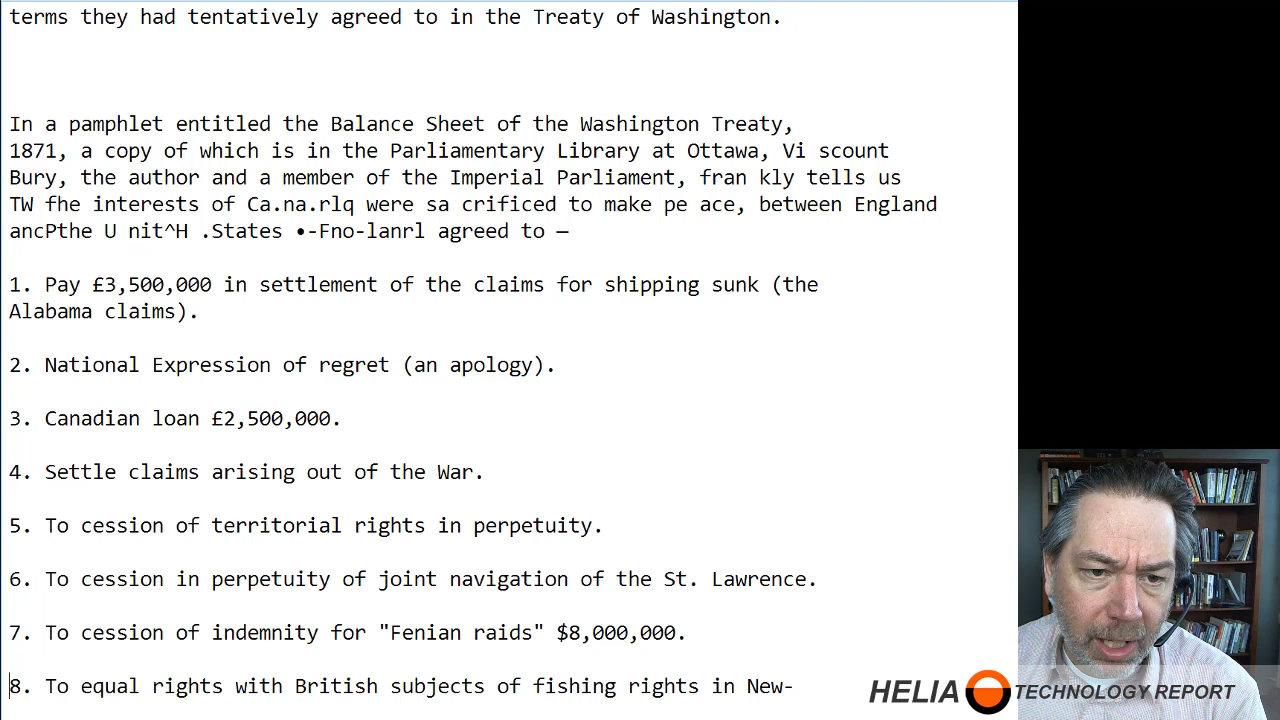 terms they had tentatively agreed to in the Treaty of Washington.
In a pamphlet entitled the Balance Sheet of the Washington Treaty,
1871, a copy of which is in the Parliamentary Library at Ottawa, Vi scount
Bury, the author and a member of the Imperial Parliament, fran kly tells us
TW fhe interests of Ca.na.rlq were sa crificed to make pe ace, between England
ancPthe U nit^H .States •-Fno-lanrl agreed to —
1. Pay £3,500,000 in settlement of the claims for shipping sunk (the
Alabama claims).
2. National Expression of regret (an apology).
3. Canadian loan £2,500,000.
4. Settle claims arising out of the War.
5. To cession of territorial rights in perpetuity.
6. To cession in perpetuity of joint navigation of the St. Lawrence.
7. To cession of indemnity for "Fenian raids" $8,000,000.
8. To equal rights with British subjects of fishing rights in New-
HELIA TECHNOLOGY REPORT